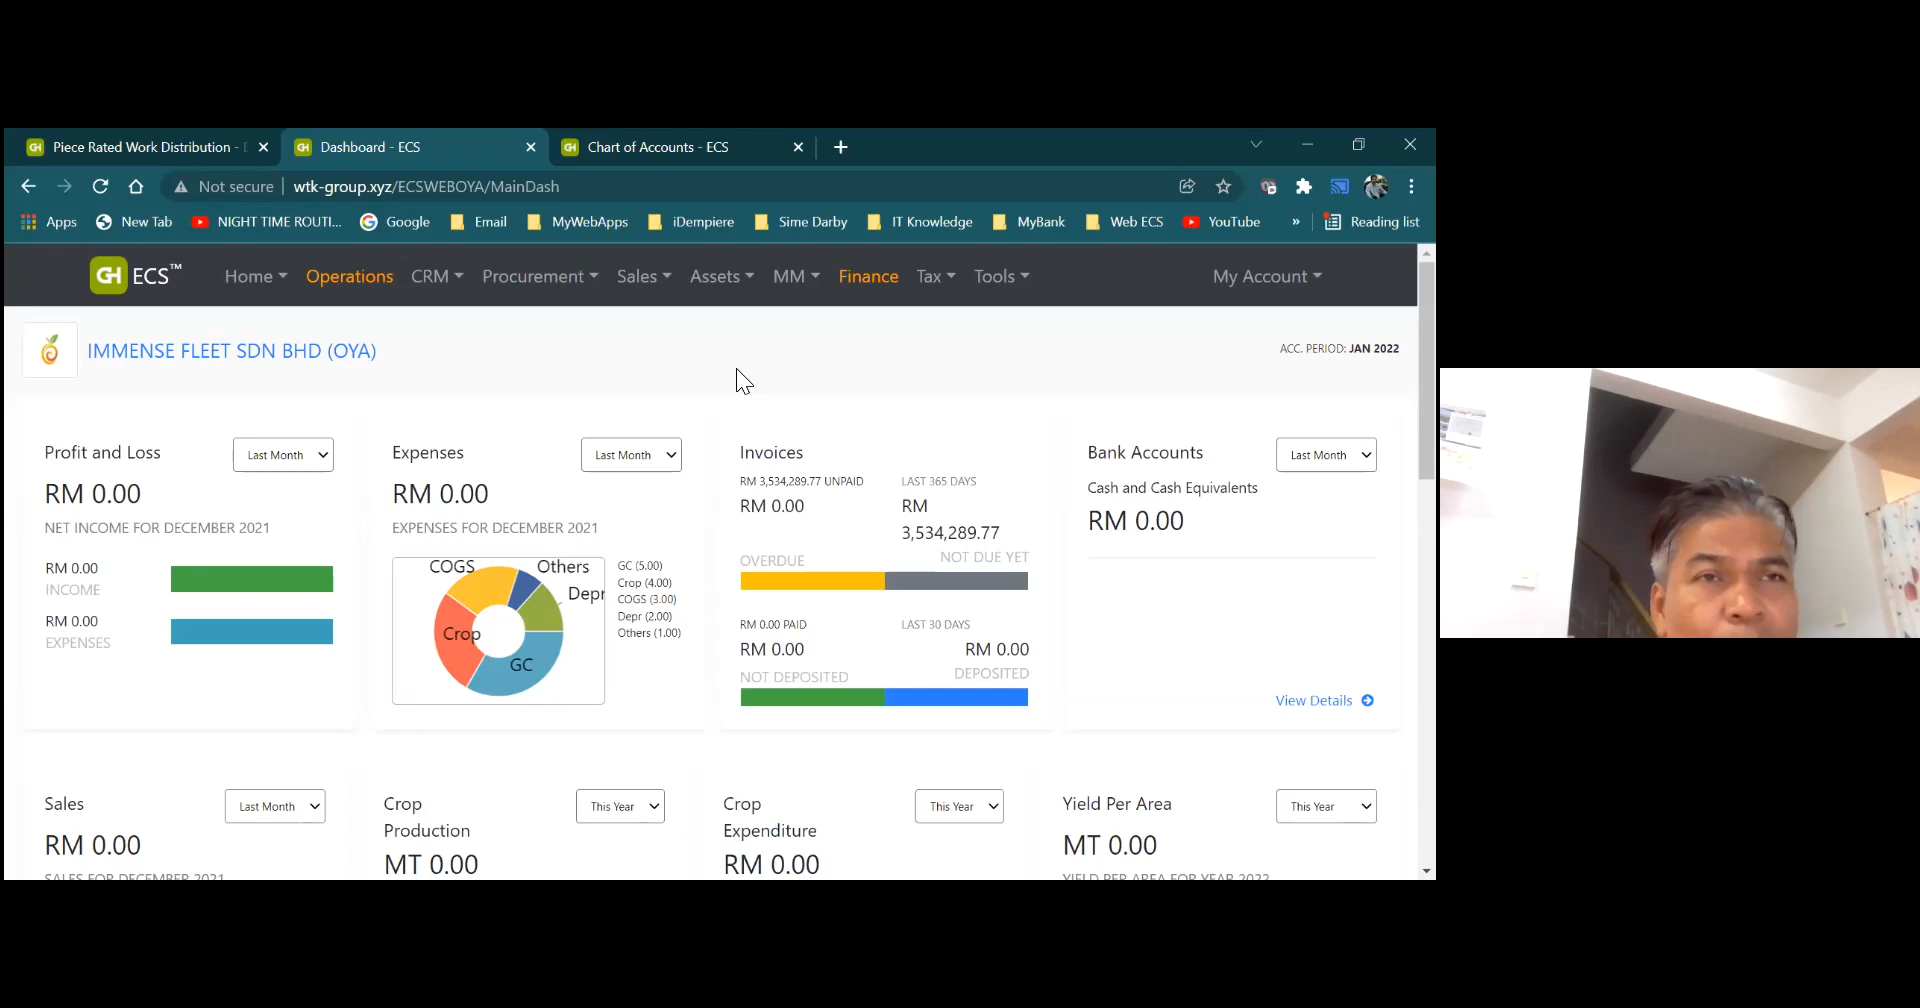 Piece Rated Work Distribution - E
Dashboard - ECS
Chart of Accounts - ECS
Not secure
wtk-group.xyz/ECSWEBOYA/MainDash
Apps
New Tab
NIGHT TIME ROUTI...
Google
Email
MyWebApps
iDempiere
Sime Darby
IT Knowledge
MyBank
Web ECS
YouTube
»
Reading list
GH ECS™
Home
Operations
CRM
Procurement
Sales
Assets
MM
Finance
Tax
Tools
My Account
IMMENSE FLEET SDN BHD (OYA)
ACC. PERIOD: JAN 2022
Profit and Loss
Last Month
RM 0.00
NET INCOME FOR DECEMBER 2021
RM 0.00
INCOME
RM 0.00
EXPENSES
Expenses
Last Month
RM 0.00
EXPENSES FOR DECEMBER 2021
COGS
Others
Depr
Crop
GC
GC (5.00)
Crop (4.00)
COGS (3.00)
Depr (2.00)
Others (1.00)
Invoices
RM 3,534,289.77 UNPAID
LAST 365 DAYS
RM 0.00
RM
3,534,289.77
OVERDUE
NOT DUE YET
RM 0.00 PAID
LAST 30 DAYS
RM 0.00
RM 0.00
NOT DEPOSITED
DEPOSITED
Bank Accounts
Last Month
Cash and Cash Equivalents
RM 0.00
View Details
Sales
Last Month
RM 0.00
SALES FOR DECEMBER 2021
Crop
Production
This Year
MT 0.00
Crop
Expenditure
This Year
RM 0.00
Yield Per Area
This Year
MT 0.00
YIELD PER AREA FOR YEAR 2022